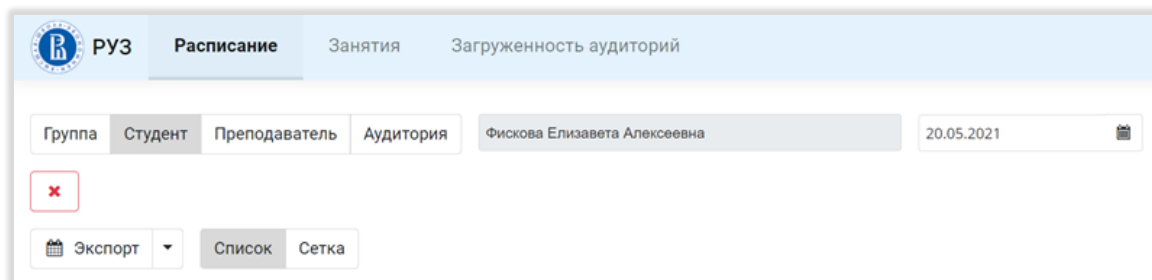 РУЗ Расписание Занятия Загруженность аудиторий
Группа Студент Преподаватель Аудитория Фискова Елизавета Алексеевна 20.05.2021
Экспорт Список Сетка